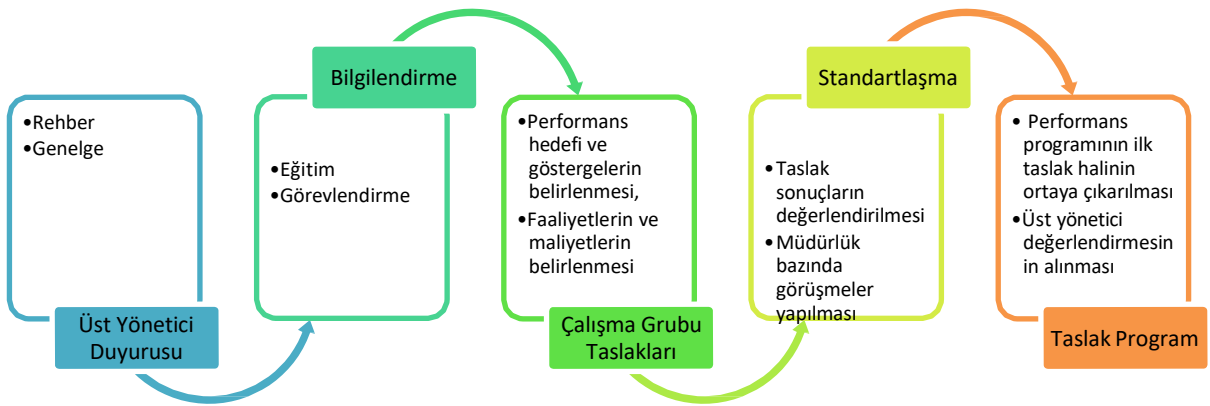 •Rehber
•Genelge
Üst Yönetici
Duyurusu
Bilgilendirme
•Eğitim
•Görevlendirme
•Performans
hedefi ve
göstergelerin
belirlenmesi,
•Faaliyetlerin ve
maliyetlerin
belirlenmesi
Çalışma Grubu
Taslakları
Standartlaşma
•Taslak
sonuçların
değerlendirilmesi
•Müdürlük
bazında
görüşmeler
yapılması
• Performans
programının ilk
taslak halinin
ortaya çıkarılması
•Üst yönetici
değerlendirmesin
in alınması
Taslak Program